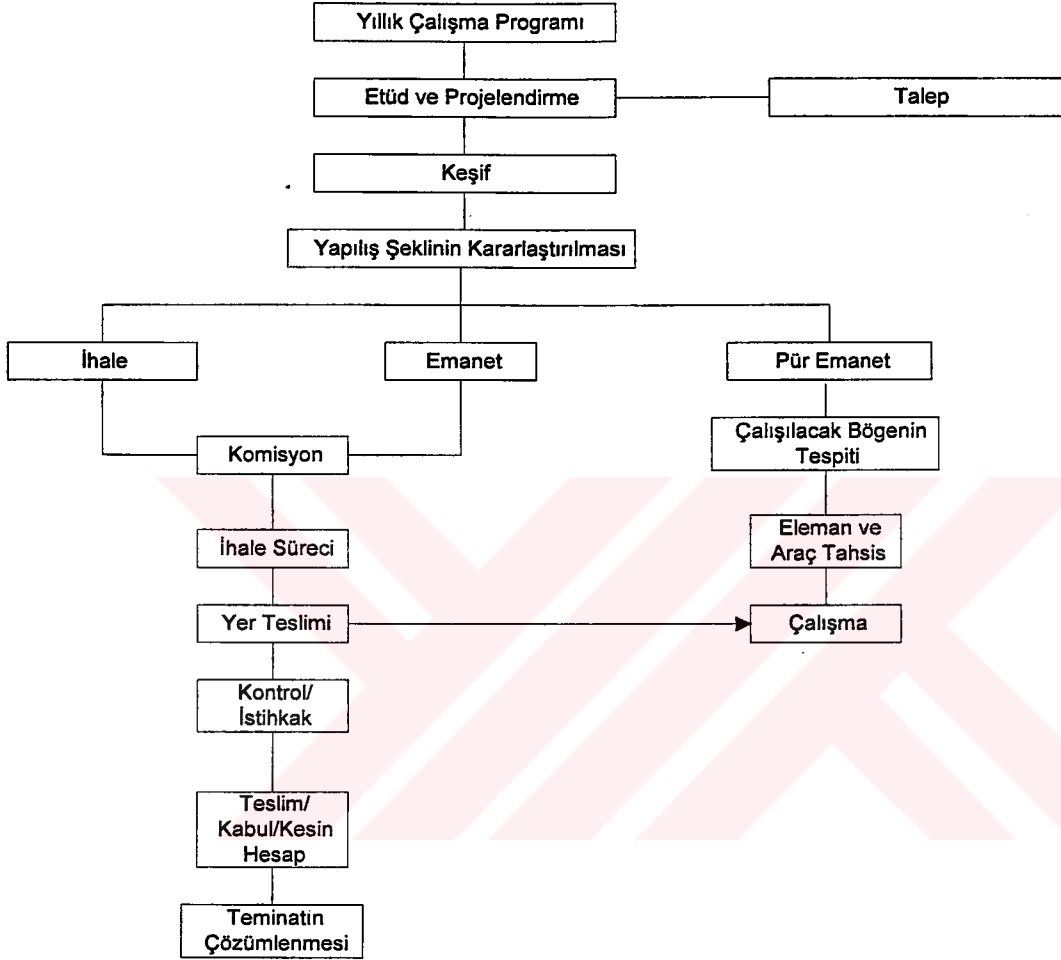 Yıllık Çalışma Programı
Etüd ve Projelendirme
Talep
Keşif
Yapılış Şeklinin Kararlaştırılması
İhale
Emanet
Pür Emanet
Komisyon
Çalışılacak Bögenin
Tespiti
İhale Süreci
Eleman ve
Araç Tahsis
Yer Teslimi
Çalışma
Kontrol/
İstihkak
Teslim/
Kabul/Kesin
Hesap
Teminatın
Çözümlenmesi